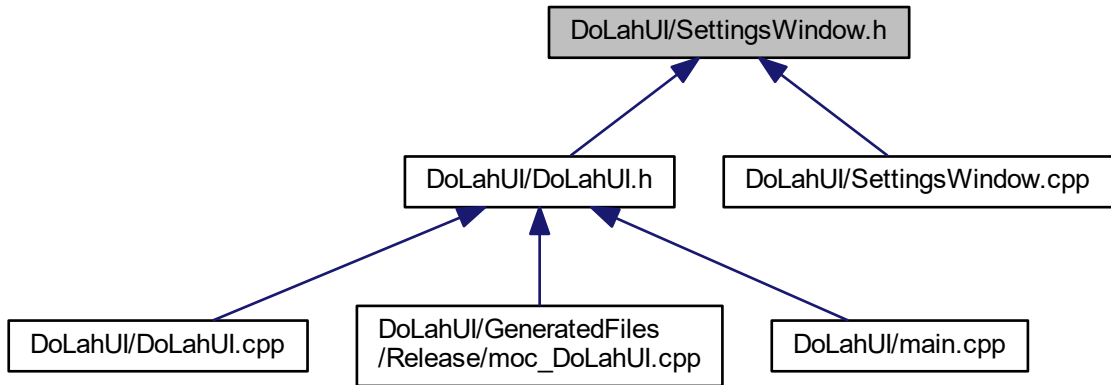 DoLahUI/SettingsWindow.h
DoLahUI/DoLahUI.h
DoLahUI/SettingsWindow.cpp
DoLahUI/DoLahUI.cpp
DoLahUI/GeneratedFiles
/Release/moc_DoLahUI.cpp
DoLahUI/main.cpp